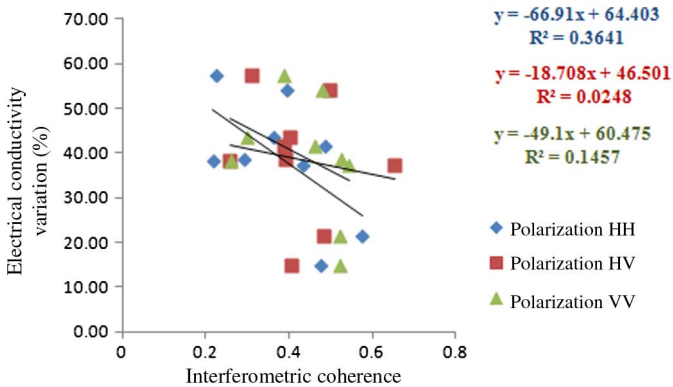 70.00
60.00
50.00
40.00
30.00
20.00
10.00
0.00
0 0.2 0.4 0.6 0.8
Electrical conductivity
variation (%)
Interferometric coherence
y = -66.91x + 64.403
R² = 0.3641
y = -18.708x + 46.501
R² = 0.0248
y = -49.1x + 60.475
R² = 0.1457
Polarization HH
Polarization HV
Polarization VV